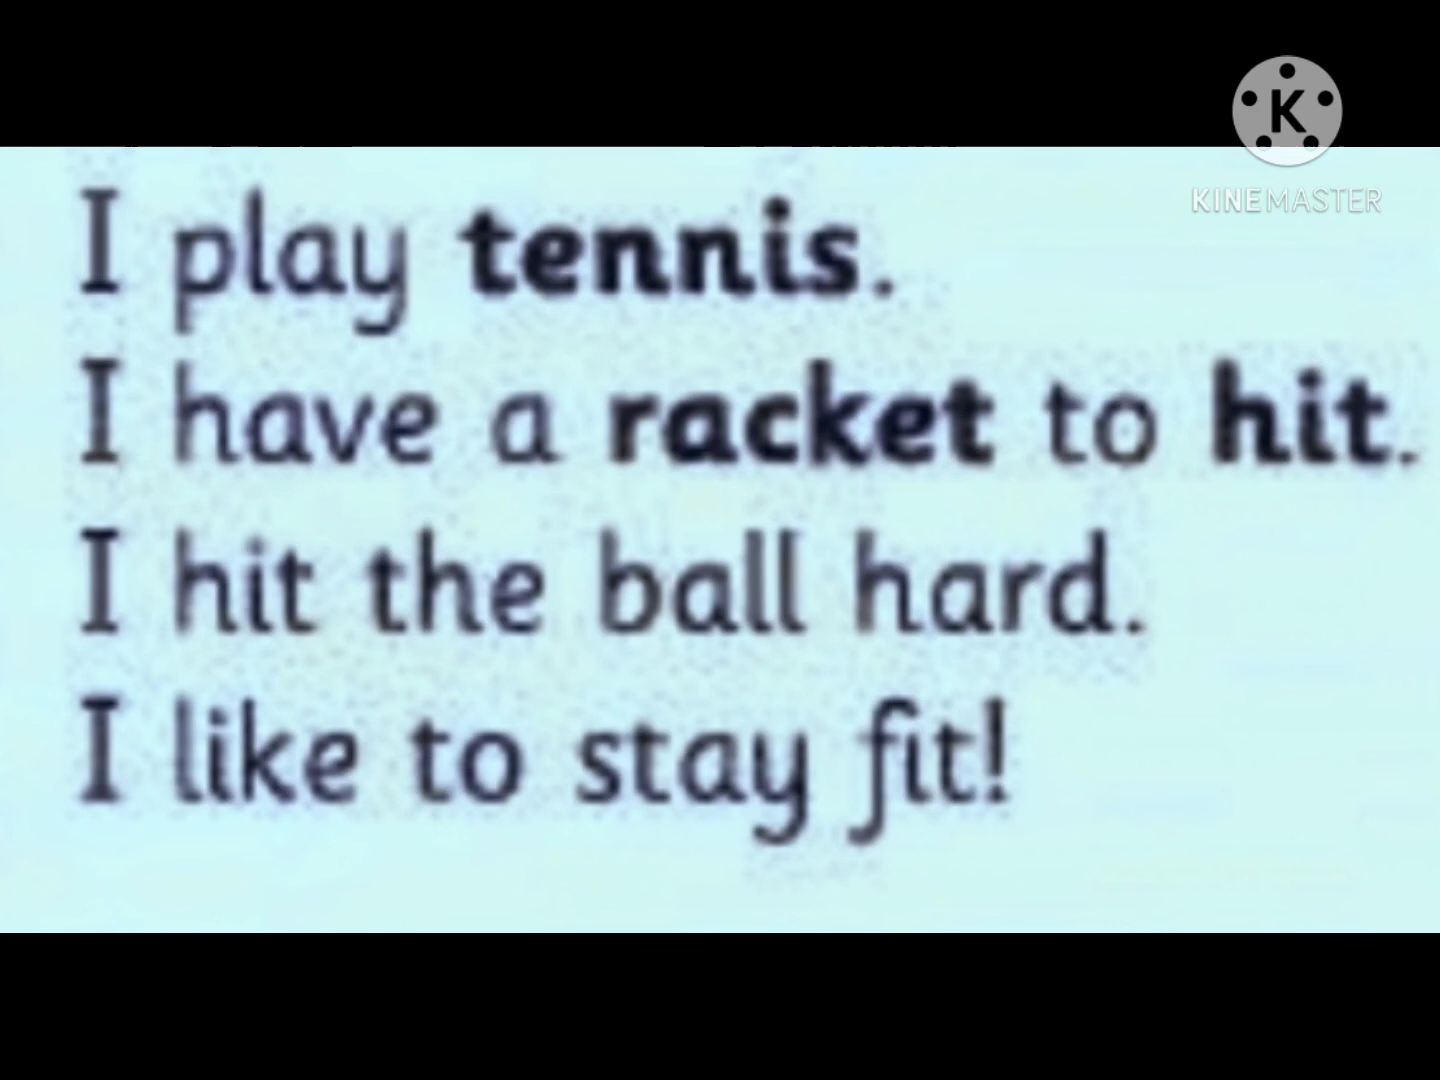 K
KINEMASTER
I play tennis.
I have a racket to hit.
I hit the ball hard.
I like to stay fit!